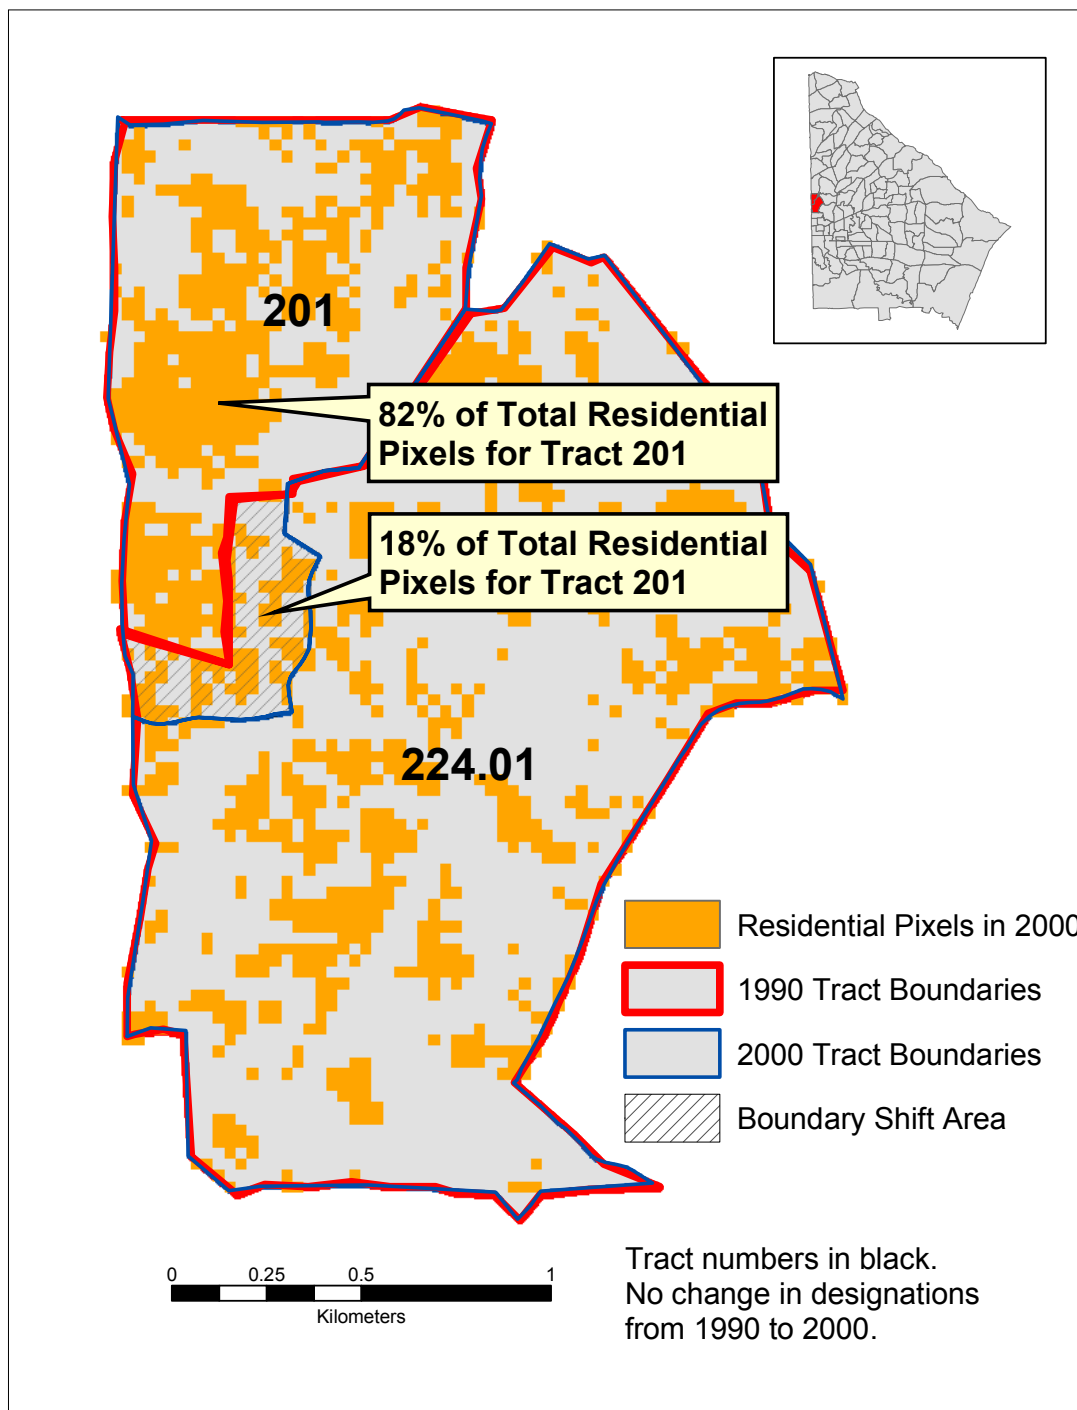 201
82% of Total Residential
Pixels for Tract 201
18% of Total Residential
Pixels for Tract 201
224.01
Residential Pixels in 2000
1990 Tract Boundaries
2000 Tract Boundaries
Boundary Shift Area
0 0.25 0.5 1
Kilometers
Tract numbers in black.
No change in designations
from 1990 to 2000.